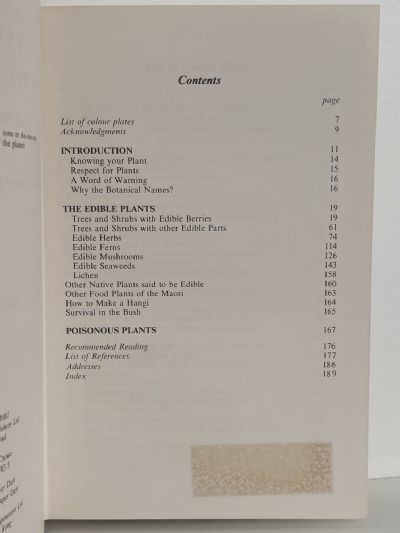 Contents
page
List of colour plates 7
Acknowledgments 9
INTRODUCTION 11
Knowing your Plant 14
Respect for Plants 15
A Word of Warning 16
Why the Botanical Names? 16
THE EDIBLE PLANTS 19
Trees and Shrubs with Edible Berries 19
Trees and Shrubs with other Edible Parts 61
Edible Herbs 74
Edible Ferns 114
Edible Mushrooms 126
Edible Seaweeds 143
Lichen 158
Other Native Plants said to be Edible 160
Other Food Plants of the Maori 163
How to Make a Hangi 164
Survival in the Bush 165
POISONOUS PLANTS 167
Recommended Reading 176
List of References 177
Addresses 186
Index 189
the planet